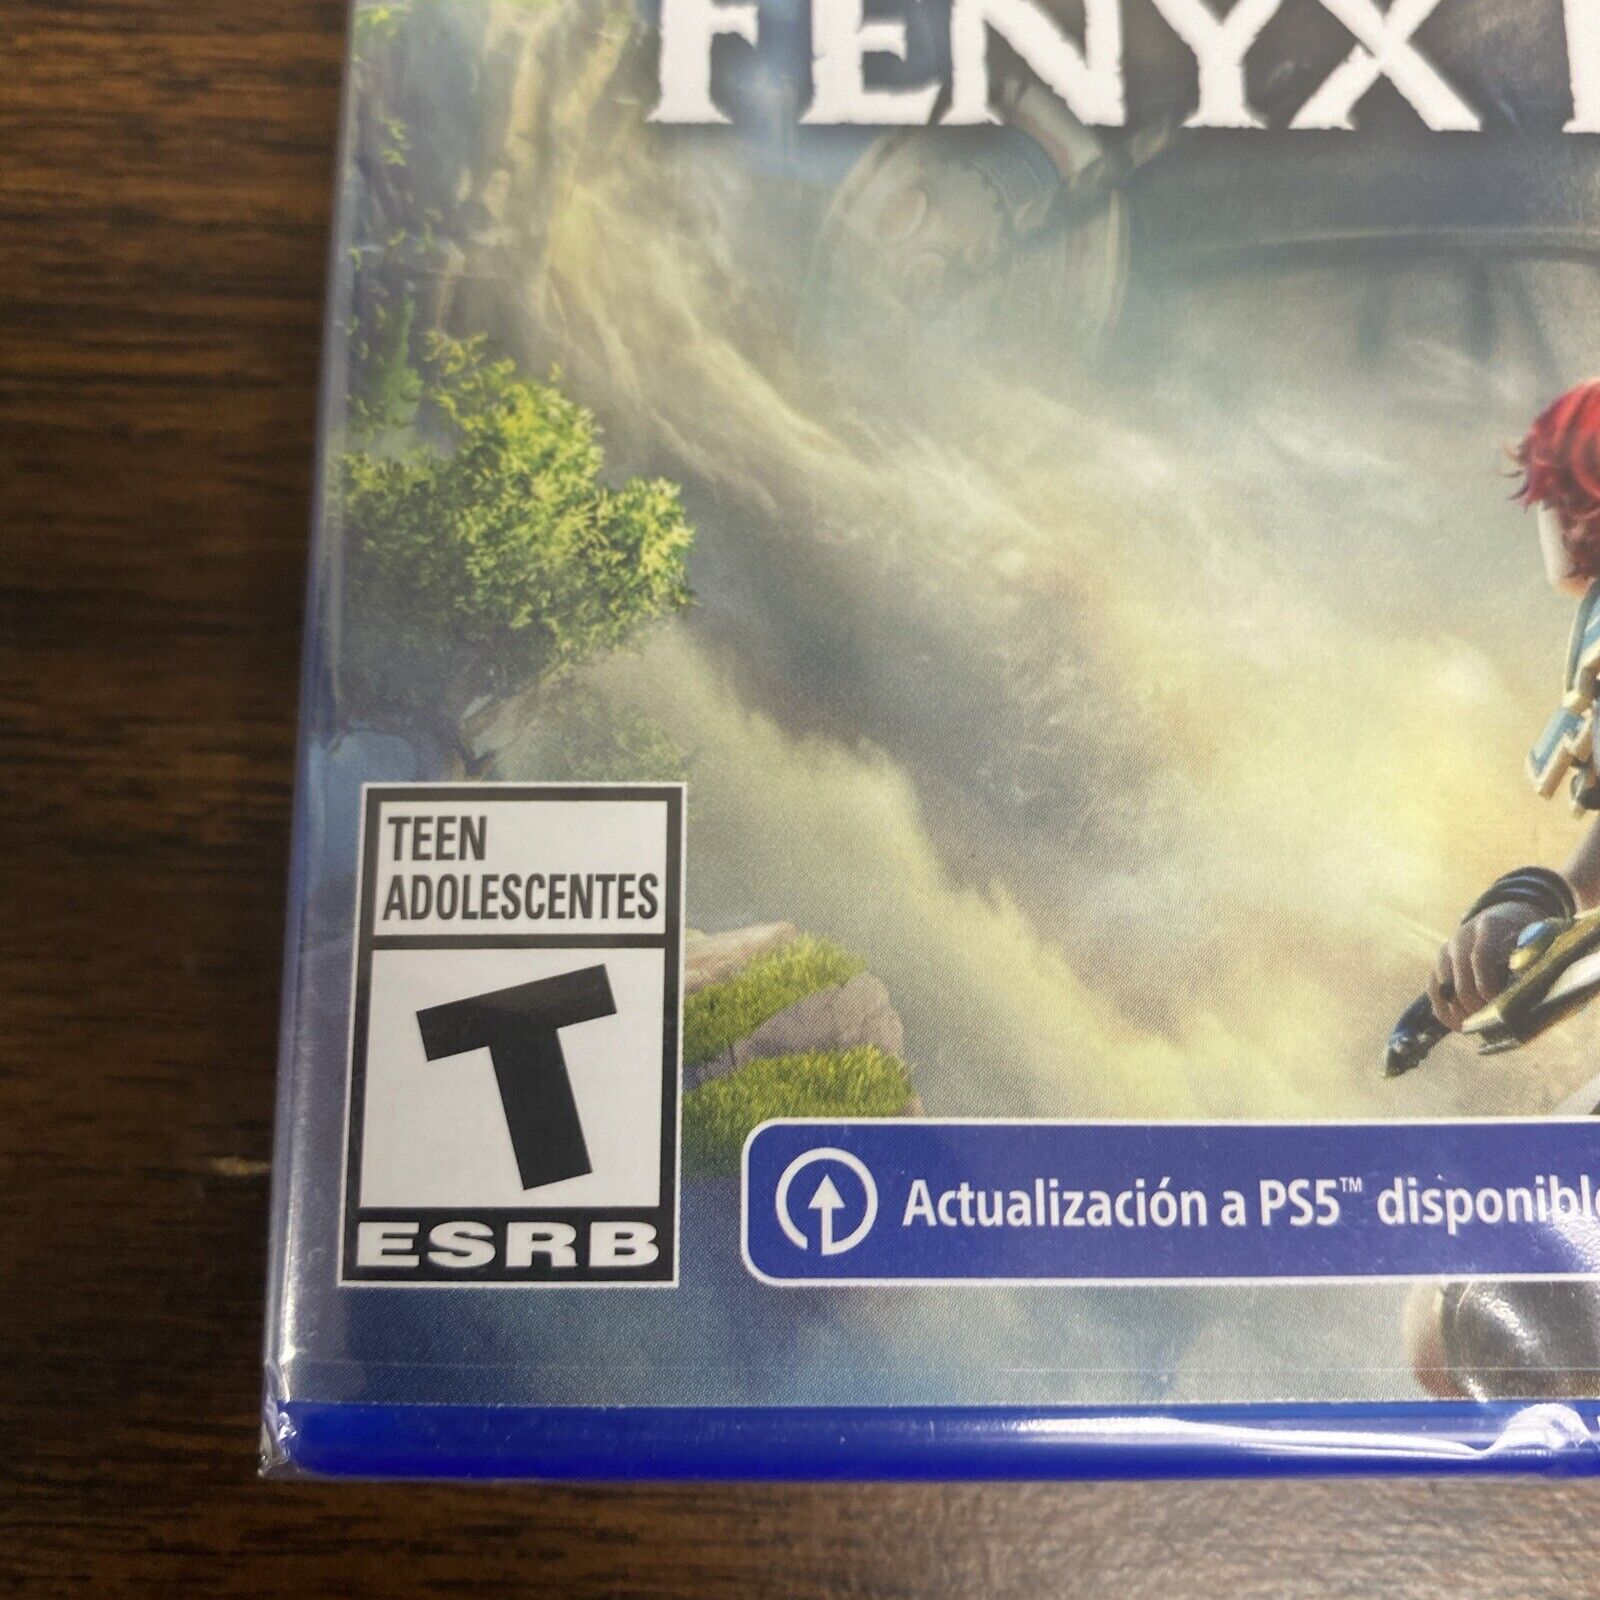 FENYX
TEEN
ADOLESCENTES
T
ESRB
Actualización a PS5™ disponible